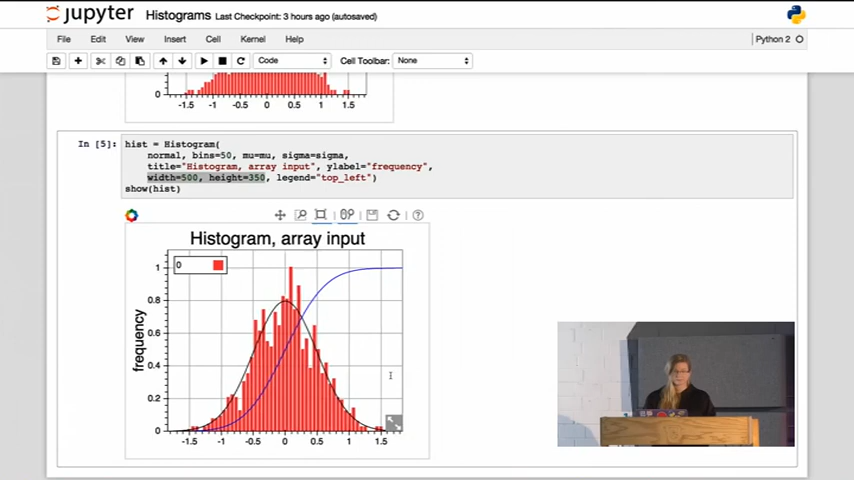 jupyter Histograms Last Checkpoint: 3 hours ago (autosaved)
File Edit View Insert Cell Kernel Help Python 2
Code Cell Toolbar: None
0
-1.5 -1 -0.5 0 0.5 1 1.5
In [5]: hist = Histogram(
normal, bins=50, mu=mu, sigma=sigma,
title="Histogram, array input", ylabel="frequency",
width=500, height=350, legend="top_left")
show(hist)
Histogram, array input
0
frequency
1
0.8
0.6
0.4
0.2
0
-1.5 -1 -0.5 0 0.5 1 1.5